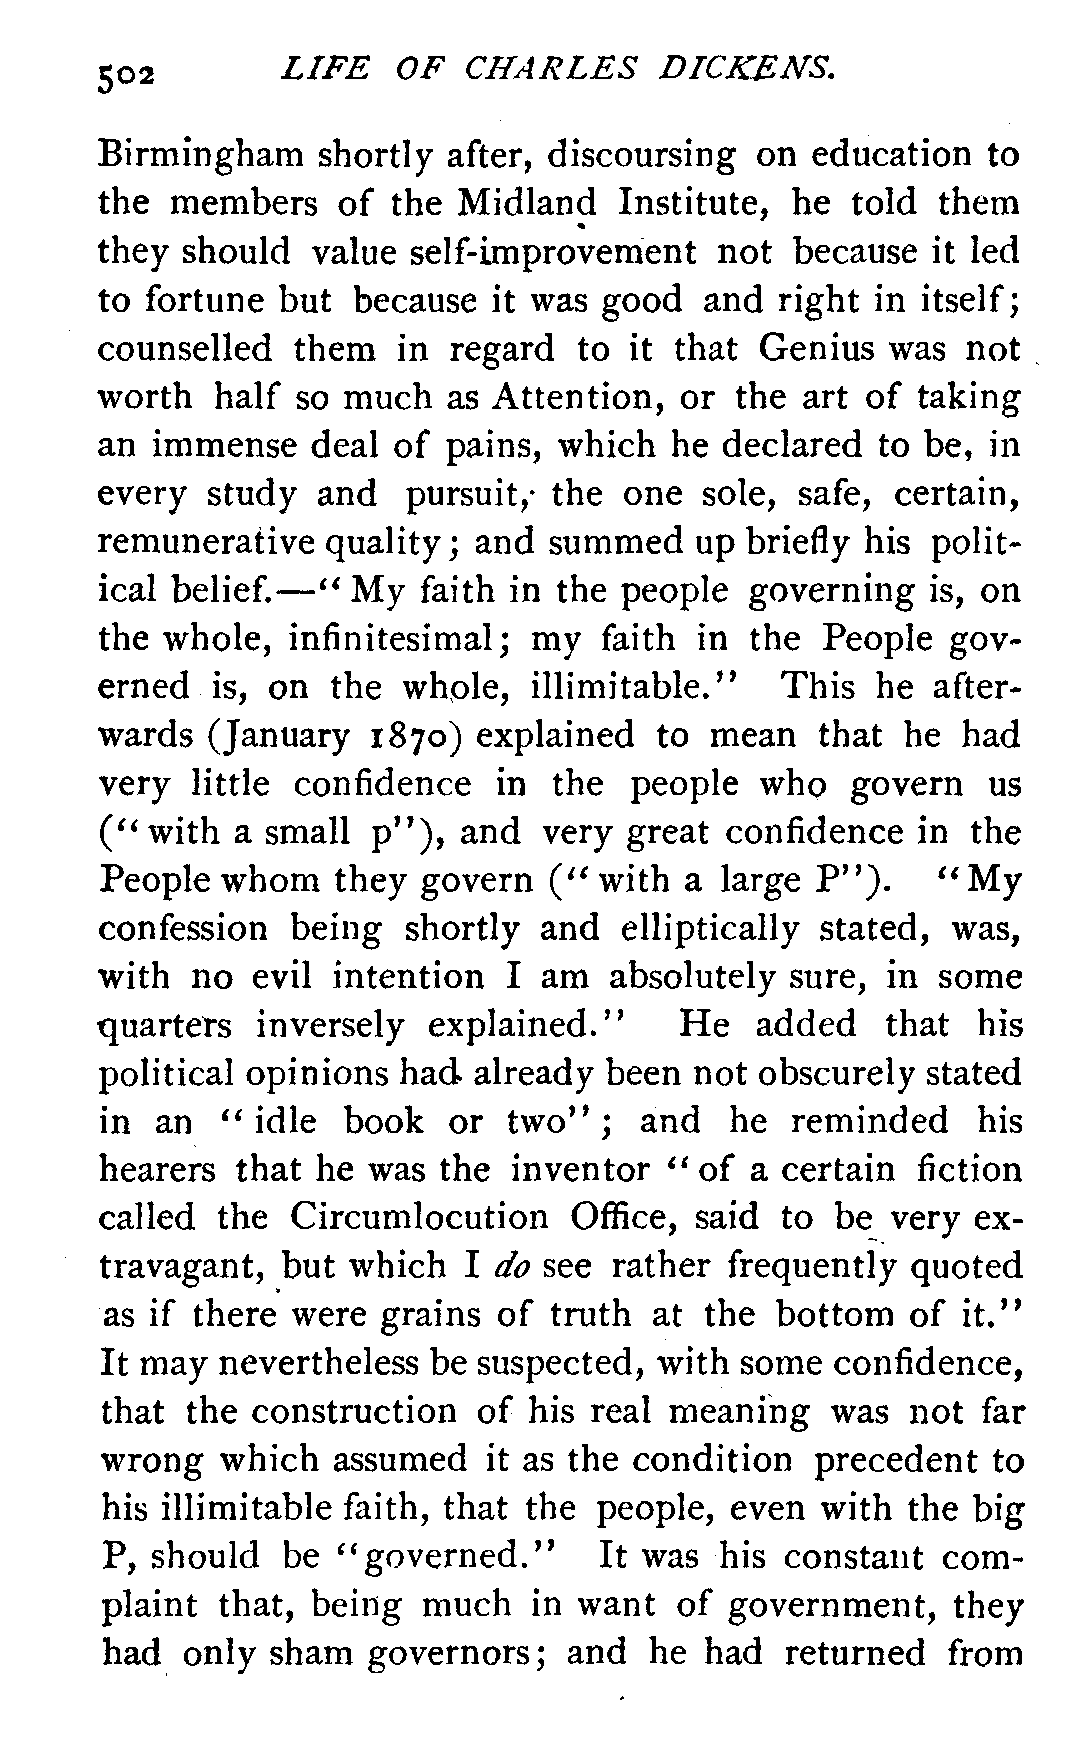 502 LIFE OF CHARLES DICKENS.
Birmingham shortly after, discoursing on education to
the members of the Midland Institute, he told them
they should value self-improvement not because it led
to fortune but because it was good and right in itself;
counselled them in regard to it that Genius was not
worth half so much as Attention, or the art of taking
an immense deal of pains, which he declared to be, in
every study and pursuit, the one sole, safe, certain,
remunerative quality; and summed up briefly his polit-
ical belief.—“My faith in the people governing is, on
the whole, infinitesimal; my faith in the People gov-
erned is, on the whole, illimitable.” This he after-
wards (January 1870) explained to mean that he had
very little confidence in the people who govern us
(“with a small p”), and very great confidence in the
People whom they govern (“with a large P”). “My
confession being shortly and elliptically stated, was,
with no evil intention I am absolutely sure, in some
quarters inversely explained.” He added that his
political opinions had already been not obscurely stated
in an “idle book or two”; and he reminded his
hearers that he was the inventor “of a certain fiction
called the Circumlocution Office, said to be very ex-
travagant, but which I do see rather frequently quoted
as if there were grains of truth at the bottom of it.”
It may nevertheless be suspected, with some confidence,
that the construction of his real meaning was not far
wrong which assumed it as the condition precedent to
his illimitable faith, that the people, even with the big
P, should be “governed.” It was his constant com-
plaint that, being much in want of government, they
had only sham governors; and he had returned from